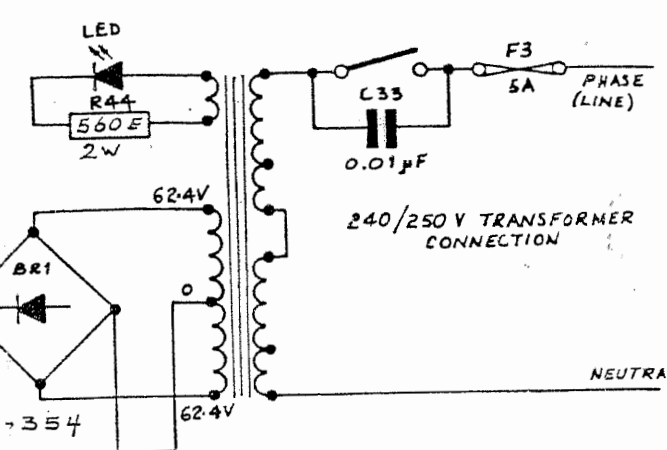 LED
R44
560E
2W
F3
5A
PHASE
(LINE)
C33
0.01µF
62.4V
240/250 V TRANSFORMER
CONNECTION
BR1
0
NEUTRA
62.4V
354